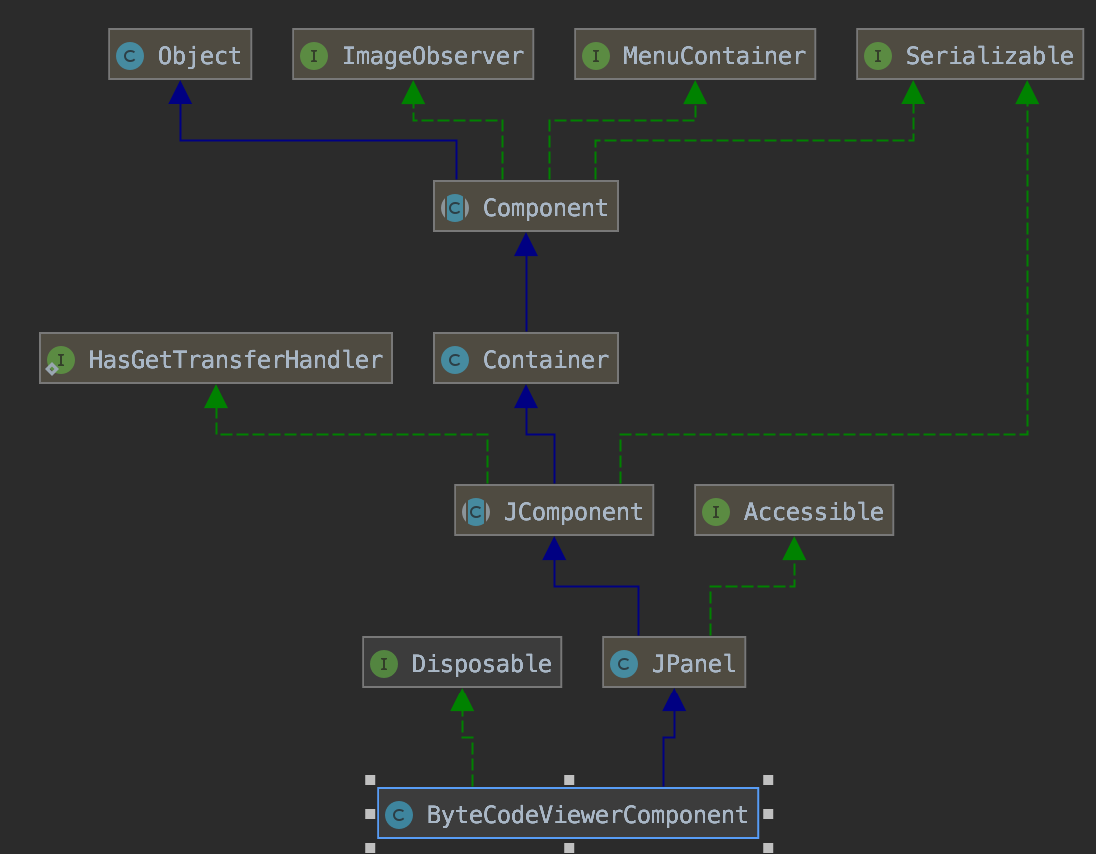 C Object
I ImageObserver
I MenuContainer
I Serializable
C Component
I HasGetTransferHandler
C Container
C JComponent
I Accessible
I Disposable
C JPanel
C ByteCodeViewerComponent